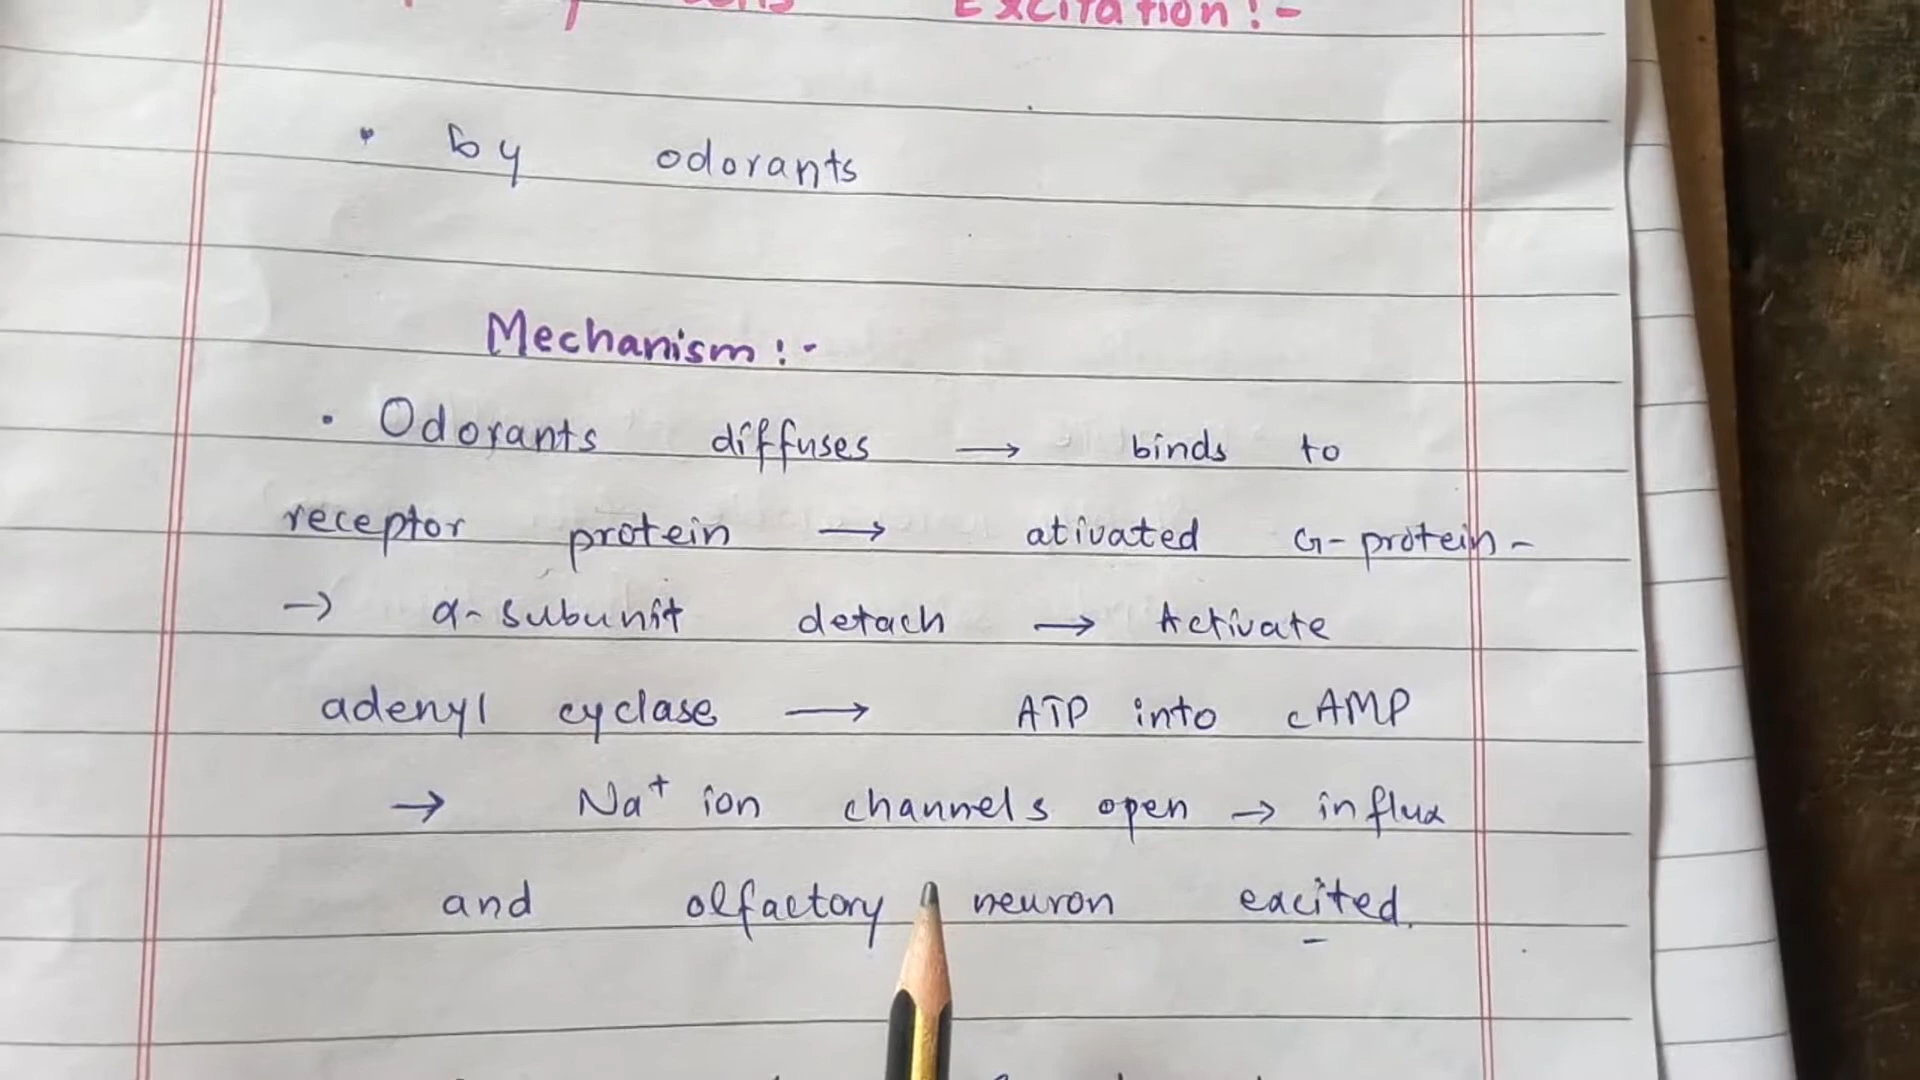 Excitation :-
• by odorants
Mechanism :-
• Odorants diffuses → binds to
receptor protein → ativated G-protein-
→ α-subunit detach → Activate
adenyl cyclase → ATP into cAMP
→ Na⁺ ion channels open → influx
and olfactory neuron excited.